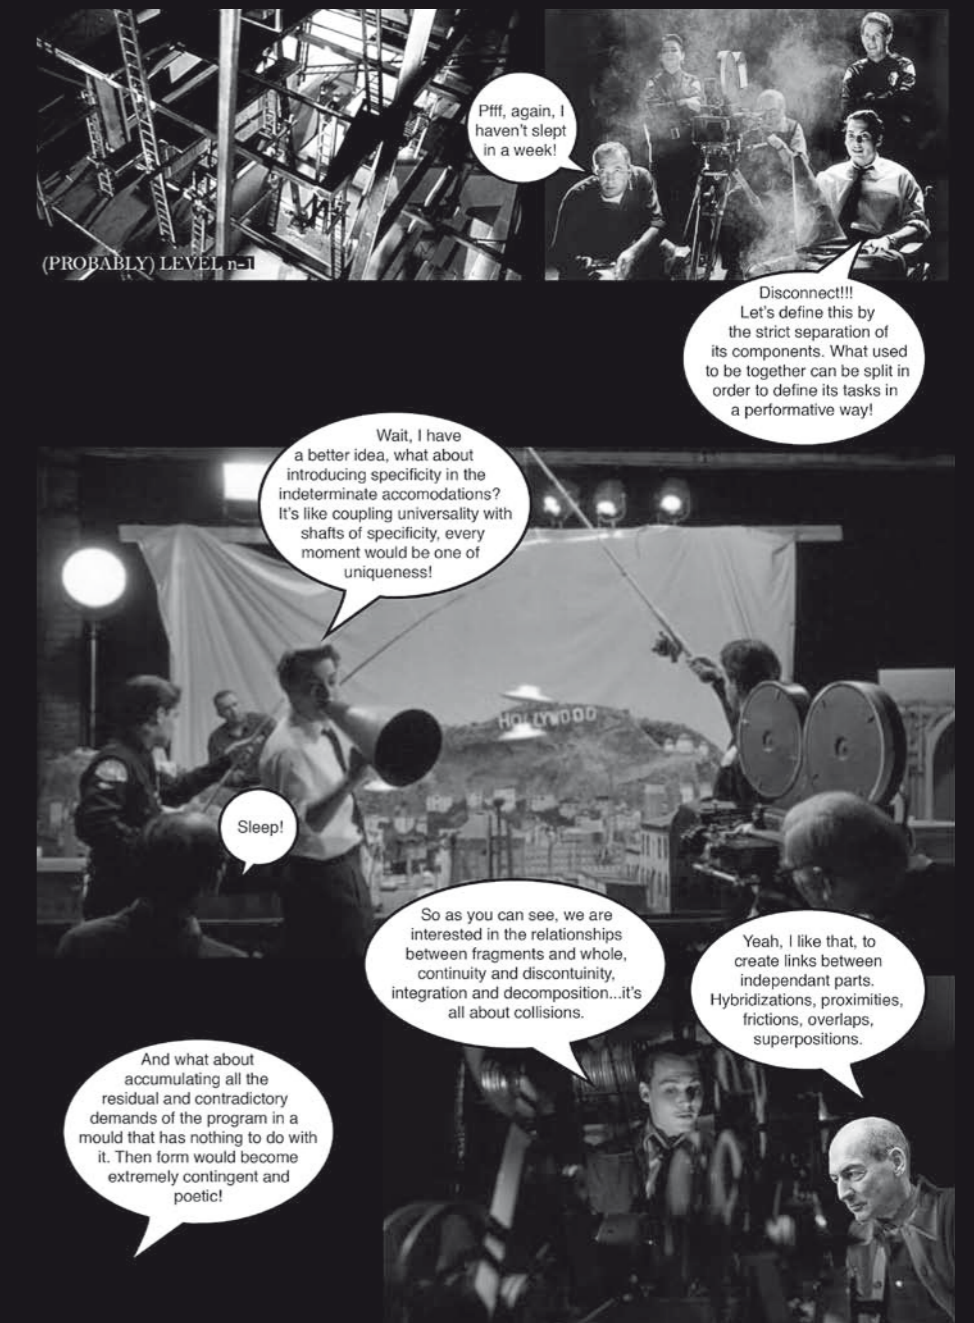 Pfff, again, I
haven't slept
in a week!
(PROBABLY) LEVEL n-1
Disconnect!!!
Let's define this by
the strict separation of
its components. What used
to be together can be split in
order to define its tasks in
a performative way!
Wait, I have
a better idea, what about
introducing specificity in the
indeterminate accomodations?
It's like coupling universality with
shafts of specificity, every
moment would be one of
uniqueness!
HOLLYWOOD
Sleep!
So as you can see, we are
interested in the relationships
between fragments and whole,
continuity and discontuinity,
integration and decomposition...it's
all about collisions.
Yeah, I like that, to
create links between
independant parts.
Hybridizations, proximities,
frictions, overlaps,
superpositions.
And what about
accumulating all the
residual and contradictory
demands of the program in a
mould that has nothing to do with
it. Then form would become
extremely contingent and
poetic!